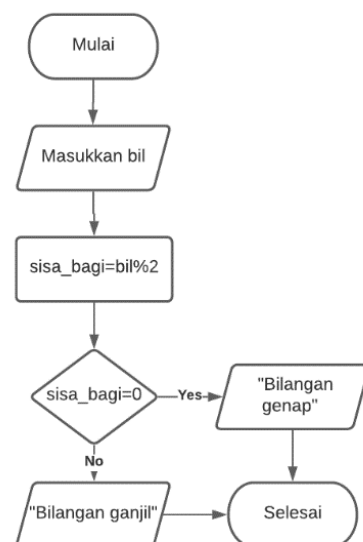 Mulai
Masukkan bil
sisa_bagi=bil%2
sisa_bagi=0
Yes
"Bilangan
genap"
No
"Bilangan ganjil"
Selesai